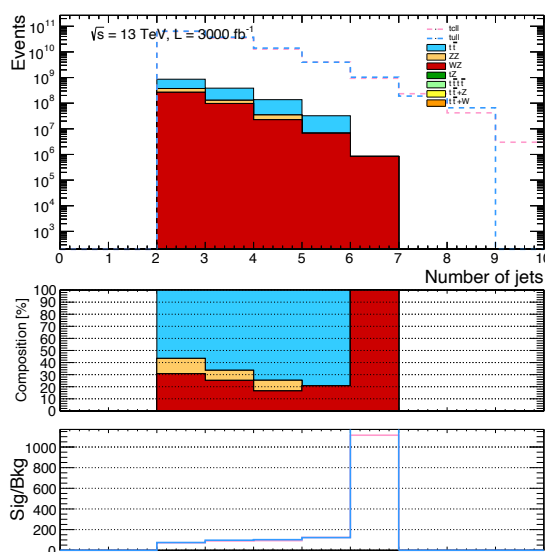 Events
10¹¹
10¹⁰
10⁹
10⁸
10⁷
10⁶
10⁵
10⁴
10³
√s = 13 TeV, L = 3000 fb⁻¹
tcll
tull
tt̄
ZZ
WZ
tZ
tt̄tt̄
tt̄+Z
tt̄+W
0 1 2 3 4 5 6 7 8 9 10
Number of jets
Composition [%]
100
90
80
70
60
50
40
30
20
10
0
Sig/Bkg
1000
800
600
400
200
0